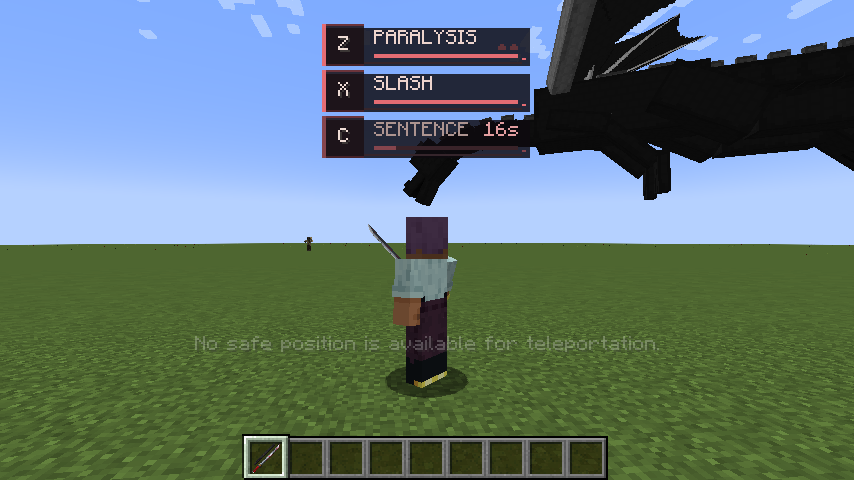 Z PARALYSIS
X SLASH
C SENTENCE 16s
No safe position is available for teleportation.